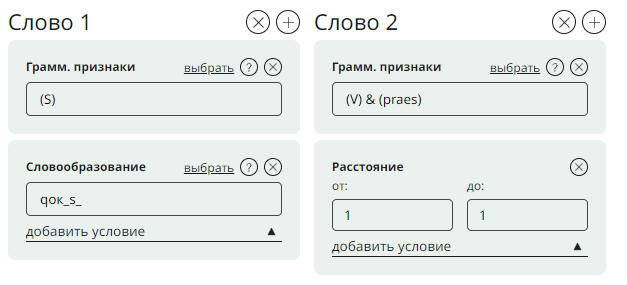 Слово 1
Грамм. признаки выбрать ?
(S)
Словообразование выбрать ?
qок_s_
добавить условие
Слово 2
Грамм. признаки выбрать ?
(V) & (praes)
Расстояние
от: до:
1 1
добавить условие